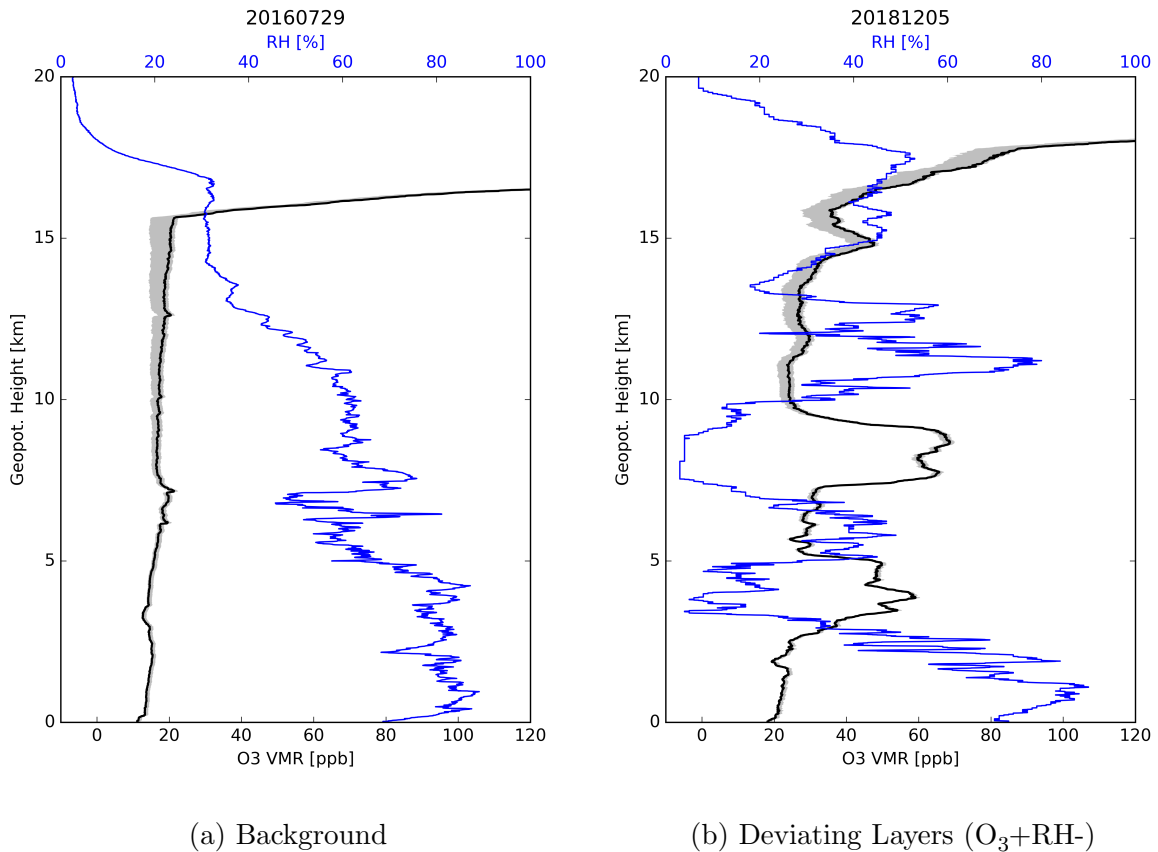 20160729
RH [%]
0 20 40 60 80 100
20
15
10
5
0
Geopot. Height [km]
0 20 40 60 80 100 120
O3 VMR [ppb]
(a) Background
20181205
RH [%]
0 20 40 60 80 100
20
15
10
5
0
Geopot. Height [km]
0 20 40 60 80 100 120
O3 VMR [ppb]
(b) Deviating Layers (O₃+RH-)